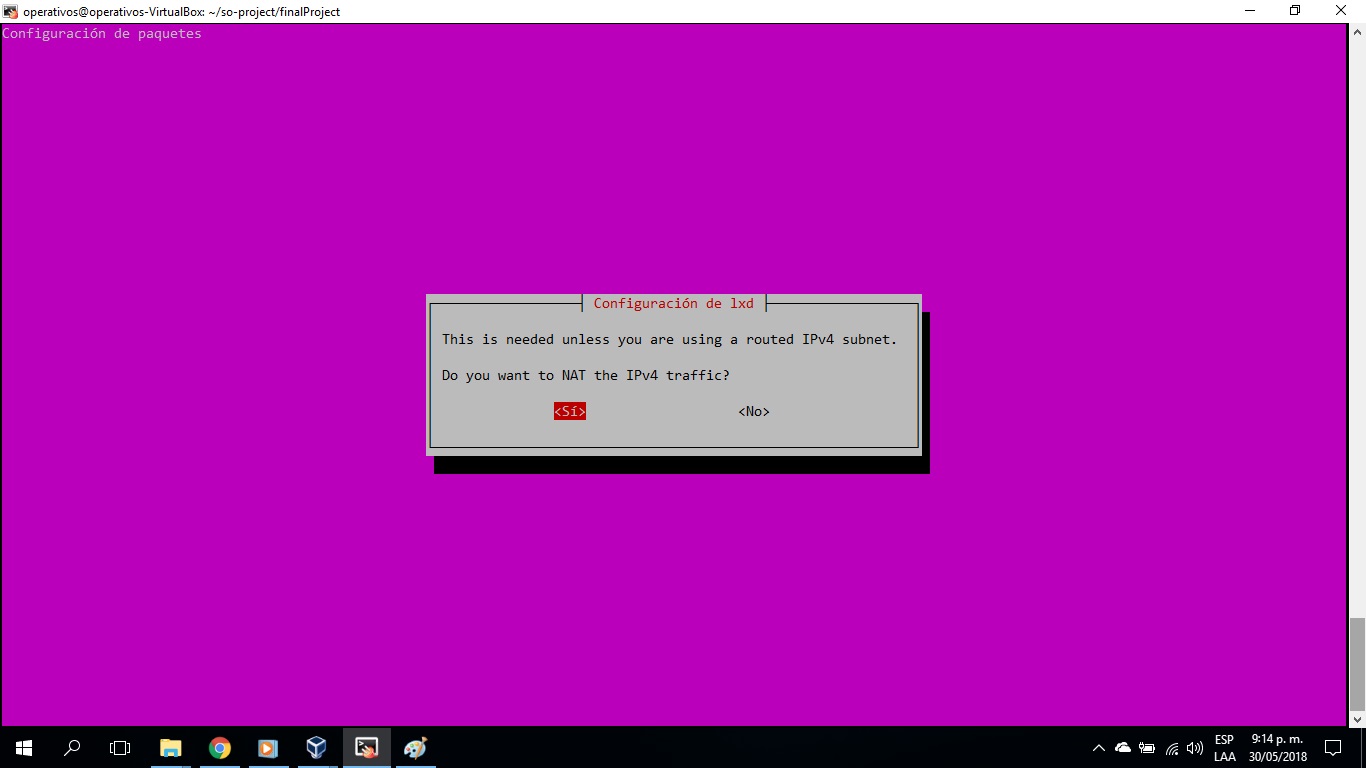 operativos@operativos-VirtualBox: ~/so-project/finalProject
Configuración de paquetes
Configuración de lxd
This is needed unless you are using a routed IPv4 subnet.
Do you want to NAT the IPv4 traffic?
<Sí> <No>
ESP 9:14 p. m.
LAA 30/05/2018